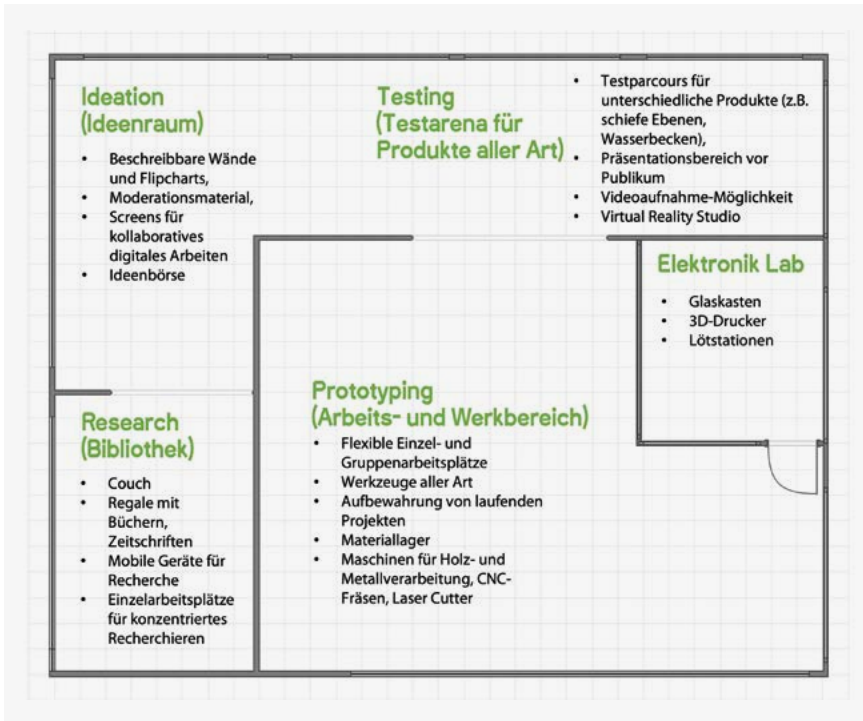 Ideation
(Ideenraum)
• Beschreibbare Wände
und Flipcharts,
• Moderationsmaterial,
• Screens für
kollaboratives
digitales Arbeiten
• Ideenbörse
Testing
(Testarena für
Produkte aller Art)
• Testparcours für
unterschiedliche Produkte (z.B.
schiefe Ebenen,
Wasserbecken),
• Präsentationsbereich vor
Publikum
• Videoaufnahme-Möglichkeit
• Virtual Reality Studio
Elektronik Lab
• Glaskasten
• 3D-Drucker
• Lötstationen
Research
(Bibliothek)
• Couch
• Regale mit
Büchern,
Zeitschriften
• Mobile Geräte für
Recherche
• Einzelarbeitsplätze
für konzentriertes
Recherchieren
Prototyping
(Arbeits- und Werkbereich)
• Flexible Einzel- und
Gruppenarbeitsplätze
• Werkzeuge aller Art
• Aufbewahrung von laufenden
Projekten
• Materiallager
• Maschinen für Holz- und
Metallverarbeitung, CNC-
Fräsen, Laser Cutter